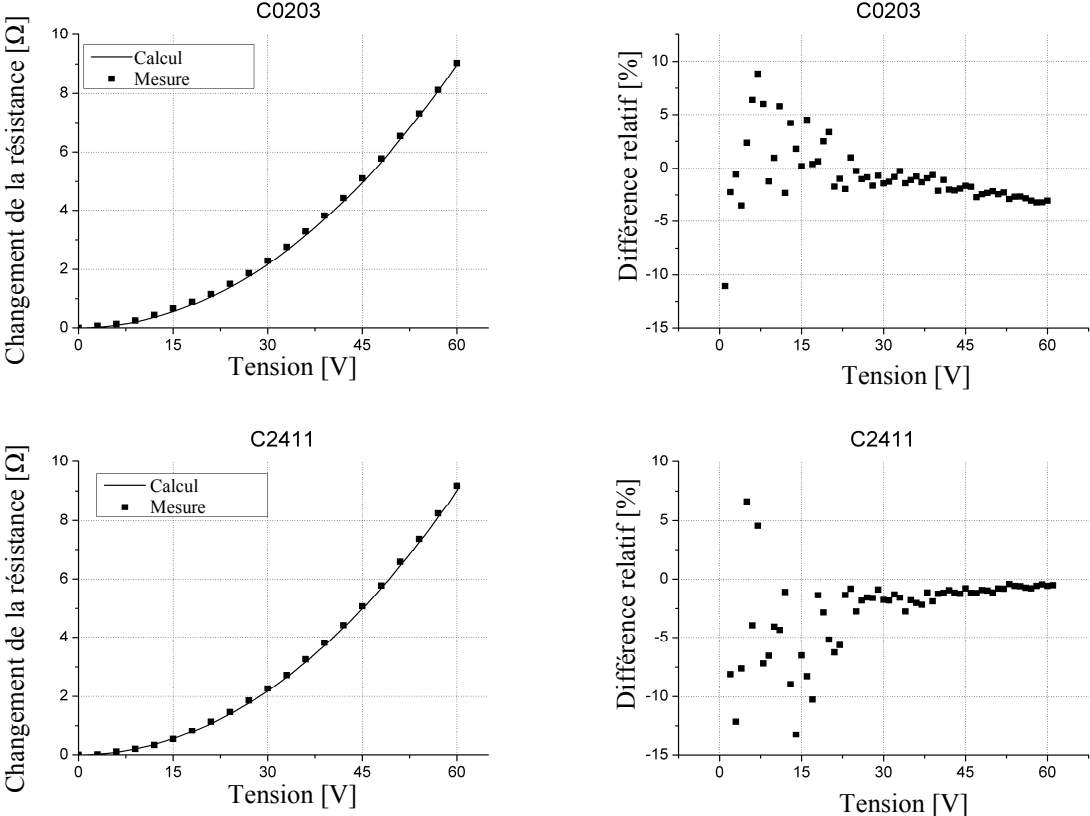 C0203
Changement de la résistance [Ω]
10
8
6
4
2
0
Calcul
Mesure
0 15 30 45 60
Tension [V]
C0203
Différence relatif [%]
10
5
0
-5
-10
-15
0 15 30 45 60
Tension [V]
C2411
Changement de la résistance [Ω]
10
8
6
4
2
0
Calcul
Mesure
0 15 30 45 60
Tension [V]
C2411
Différence relatif [%]
10
5
0
-5
-10
-15
0 15 30 45 60
Tension [V]